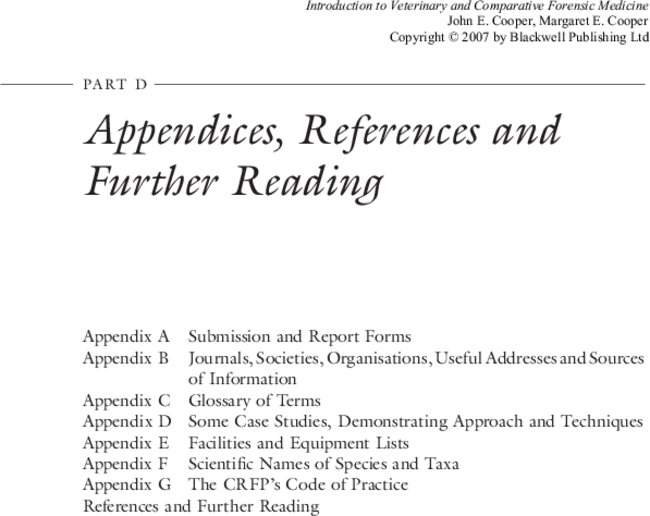 Introduction to Veterinary and Comparative Forensic Medicine
John E. Cooper, Margaret E. Cooper
Copyright © 2007 by Blackwell Publishing Ltd
PART D
Appendices, References and
Further Reading
Appendix A Submission and Report Forms
Appendix B Journals, Societies, Organisations, Useful Addresses and Sources
of Information
Appendix C Glossary of Terms
Appendix D Some Case Studies, Demonstrating Approach and Techniques
Appendix E Facilities and Equipment Lists
Appendix F Scientific Names of Species and Taxa
Appendix G The CRFP's Code of Practice
References and Further Reading